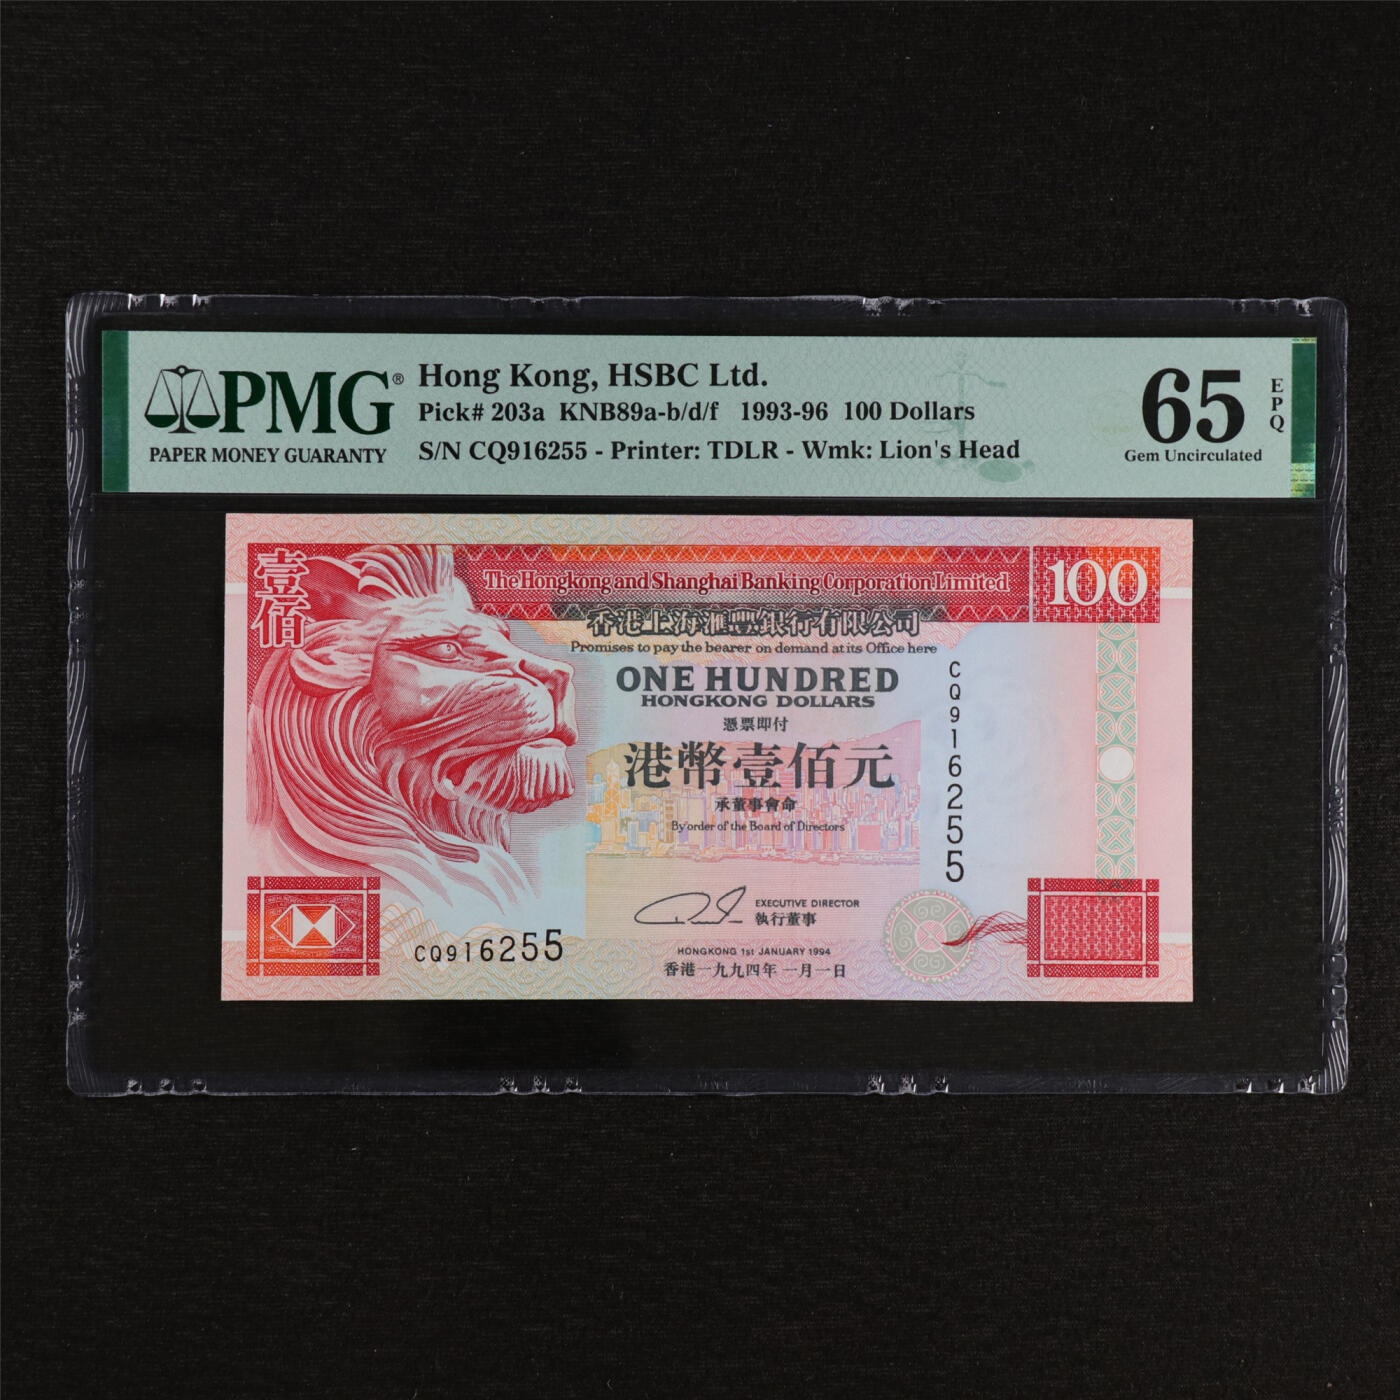 PMG®
PAPER MONEY GUARANTY
Hong Kong, HSBC Ltd.
Pick# 203a KNB89a-b/d/f 1993-96 100 Dollars
S/N CQ916255 - Printer: TDLR - Wmk: Lion's Head
65
EPQ
Gem Uncirculated
壹佰
The Hongkong and Shanghai Banking Corporation Limited
100
香港上海滙豐銀行有限公司
Promises to pay the bearer on demand at its Office here
ONE HUNDRED
HONGKONG DOLLARS
憑票即付
港幣壹佰元
承董事會命
By order of the Board of Directors
CQ916255
EXECUTIVE DIRECTOR
執行董事
CQ916255
HONGKONG 1st JANUARY 1994
香港一九九四年一月一日